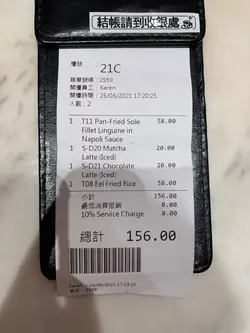 結帳請到收銀處
檯號 :
21C
賬單號碼 : 2559
開檯員工 : Karen
開檯時間 : 25/06/2021 17:20:25
人數 : 2
1 T11 Pan-Fried Sole 58.00
Fillet Linguine in
Napoli Sauce
1 S-D20 Matcha 20.00
Latte (Iced)
1 S-D21 Chocolate 20.00
Latte (Iced)
1 T08 Eel Fried Rice 58.00
小計 156.00
最低消費差額 0.00
10% Service Charge 0.00
總計 156.00